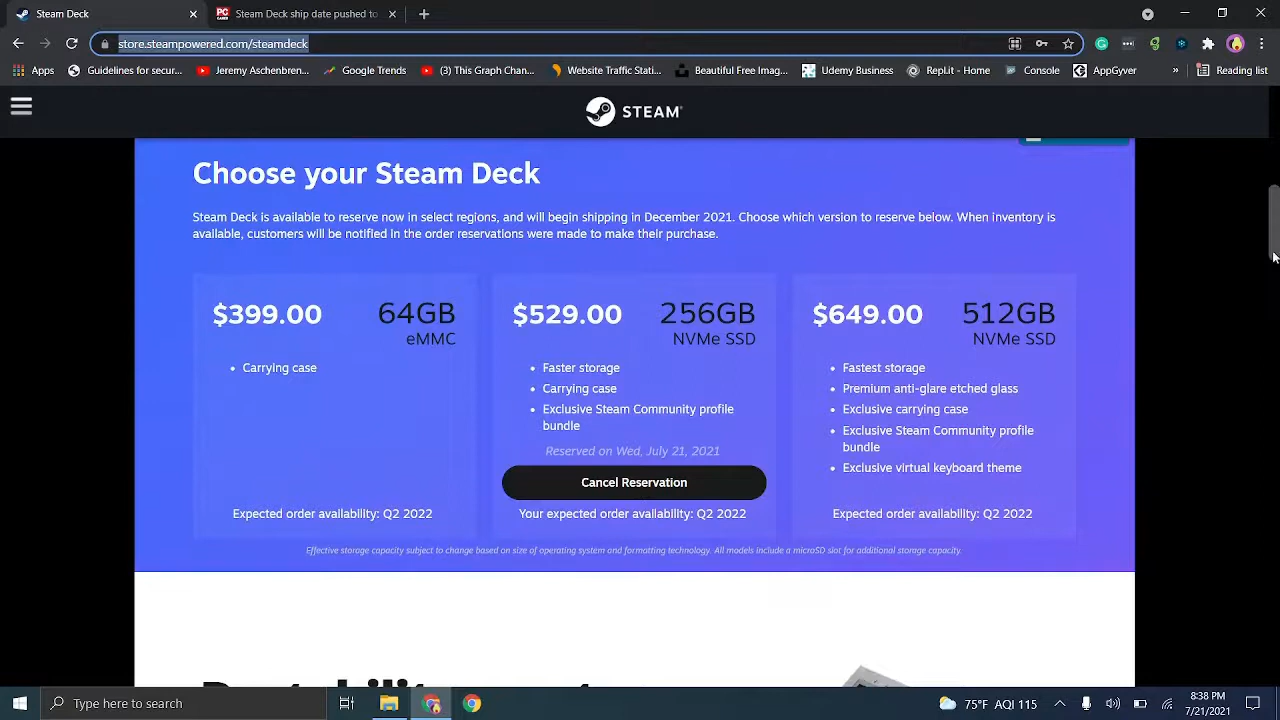 Steam Deck
PC
Steam Deck ship date pushed to
store.steampowered.com/steamdeck
Apps
Guidelines for your...
Jeremy Aschenbren...
Google Trends
(3) This Graph Chan...
Website Traffic Stati...
Beautiful Free Imag...
Udemy Business
Replit - Home
Console
Appointments
»
Reading list
STEAM®
Choose your Steam Deck
Steam Deck is available to reserve now in select regions, and will begin shipping in December 2021. Choose which version to reserve below. When inventory is
available, customers will be notified in the order reservations were made to make their purchase.
$399.00
64GB
eMMC
• Carrying case
Expected order availability: Q2 2022
$529.00
256GB
NVMe SSD
• Faster storage
• Carrying case
• Exclusive Steam Community profile
bundle
Reserved on Wed, July 21, 2021
Cancel Reservation
Your expected order availability: Q2 2022
$649.00
512GB
NVMe SSD
• Fastest storage
• Premium anti-glare etched glass
• Exclusive carrying case
• Exclusive Steam Community profile
bundle
• Exclusive virtual keyboard theme
Expected order availability: Q2 2022
Effective storage capacity subject to change based on size of operating system and formatting technology. All models include a microSD slot for additional storage capacity.
Type here to search
75°F AQI 115
8:38 PM
7/21/2021